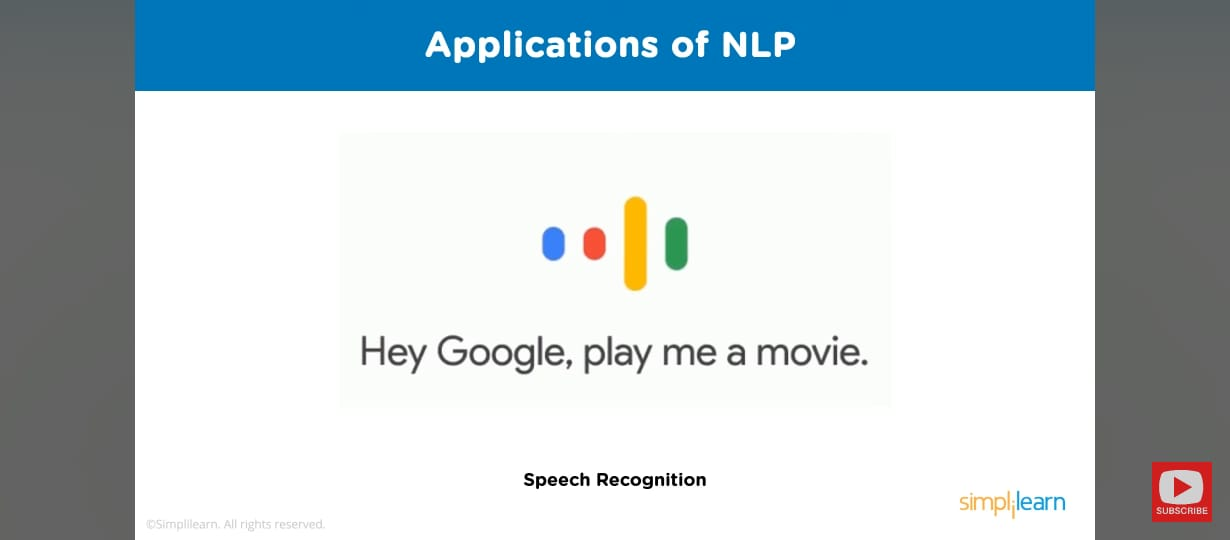 Applications of NLP
Hey Google, play me a movie.
Speech Recognition
simplilearn
SUBSCRIBE
©Simplilearn. All rights reserved.